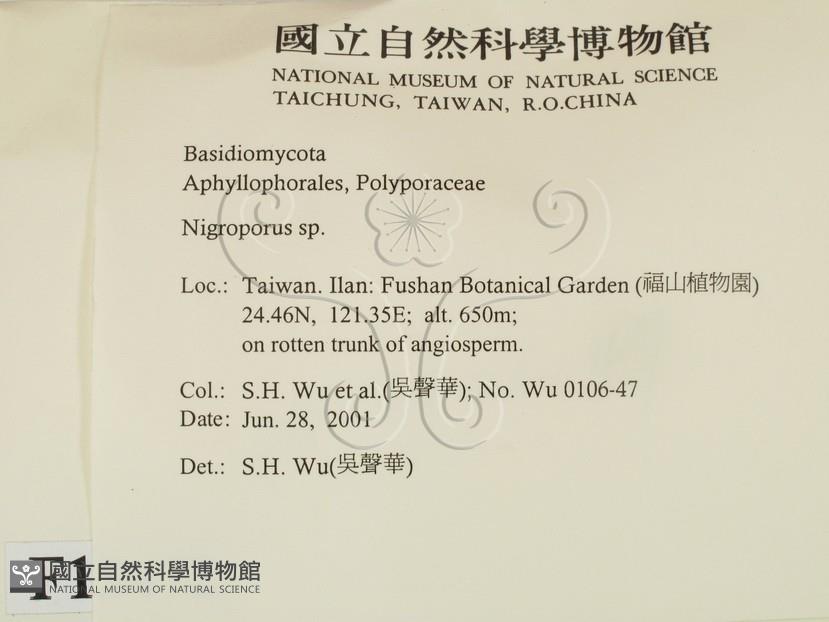 國立自然科學博物館
NATIONAL MUSEUM OF NATURAL SCIENCE
TAICHUNG, TAIWAN, R.O.CHINA
Basidiomycota
Aphyllophorales, Polyporaceae
Nigroporus sp.
Loc.: Taiwan. Ilan: Fushan Botanical Garden (福山植物園)
24.46N, 121.35E; alt. 650m;
on rotten trunk of angiosperm.
Col.: S.H. Wu et al.(吳聲華); No. Wu 0106-47
Date: Jun. 28, 2001
Det.: S.H. Wu(吳聲華)
F1
國立自然科學博物館
NATIONAL MUSEUM OF NATURAL SCIENCE